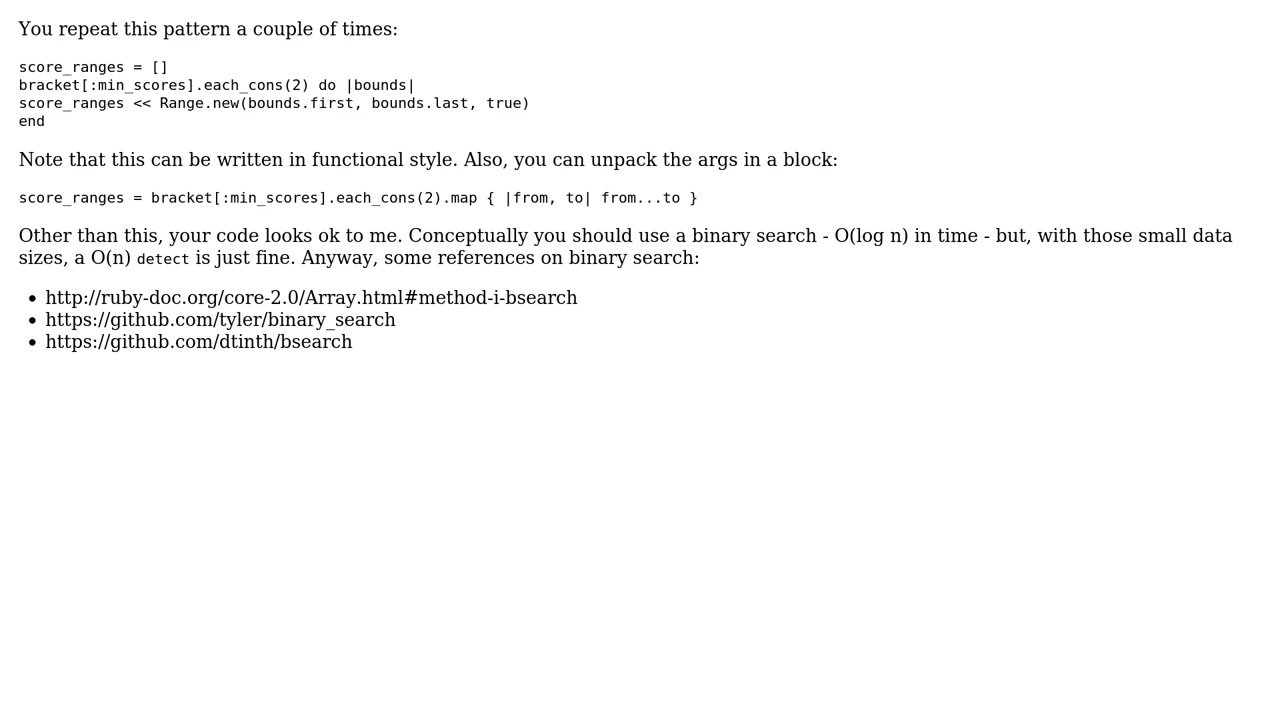 You repeat this pattern a couple of times:
score_ranges = []
bracket[:min_scores].each_cons(2) do |bounds|
score_ranges << Range.new(bounds.first, bounds.last, true)
end
Note that this can be written in functional style. Also, you can unpack the args in a block:
score_ranges = bracket[:min_scores].each_cons(2).map { |from, to| from...to }
Other than this, your code looks ok to me. Conceptually you should use a binary search - O(log n) in time - but, with those small data
sizes, a O(n) detect is just fine. Anyway, some references on binary search:
• http://ruby-doc.org/core-2.0/Array.html#method-i-bsearch
• https://github.com/tyler/binary_search
• https://github.com/dtinth/bsearch